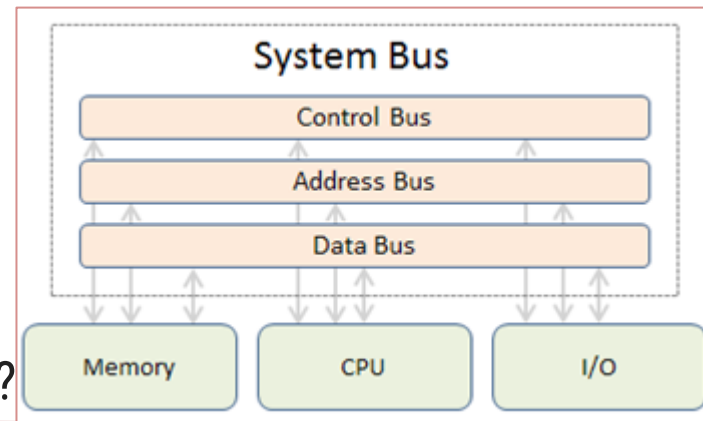 System Bus
Control Bus
Address Bus
Data Bus
? Memory CPU I/O